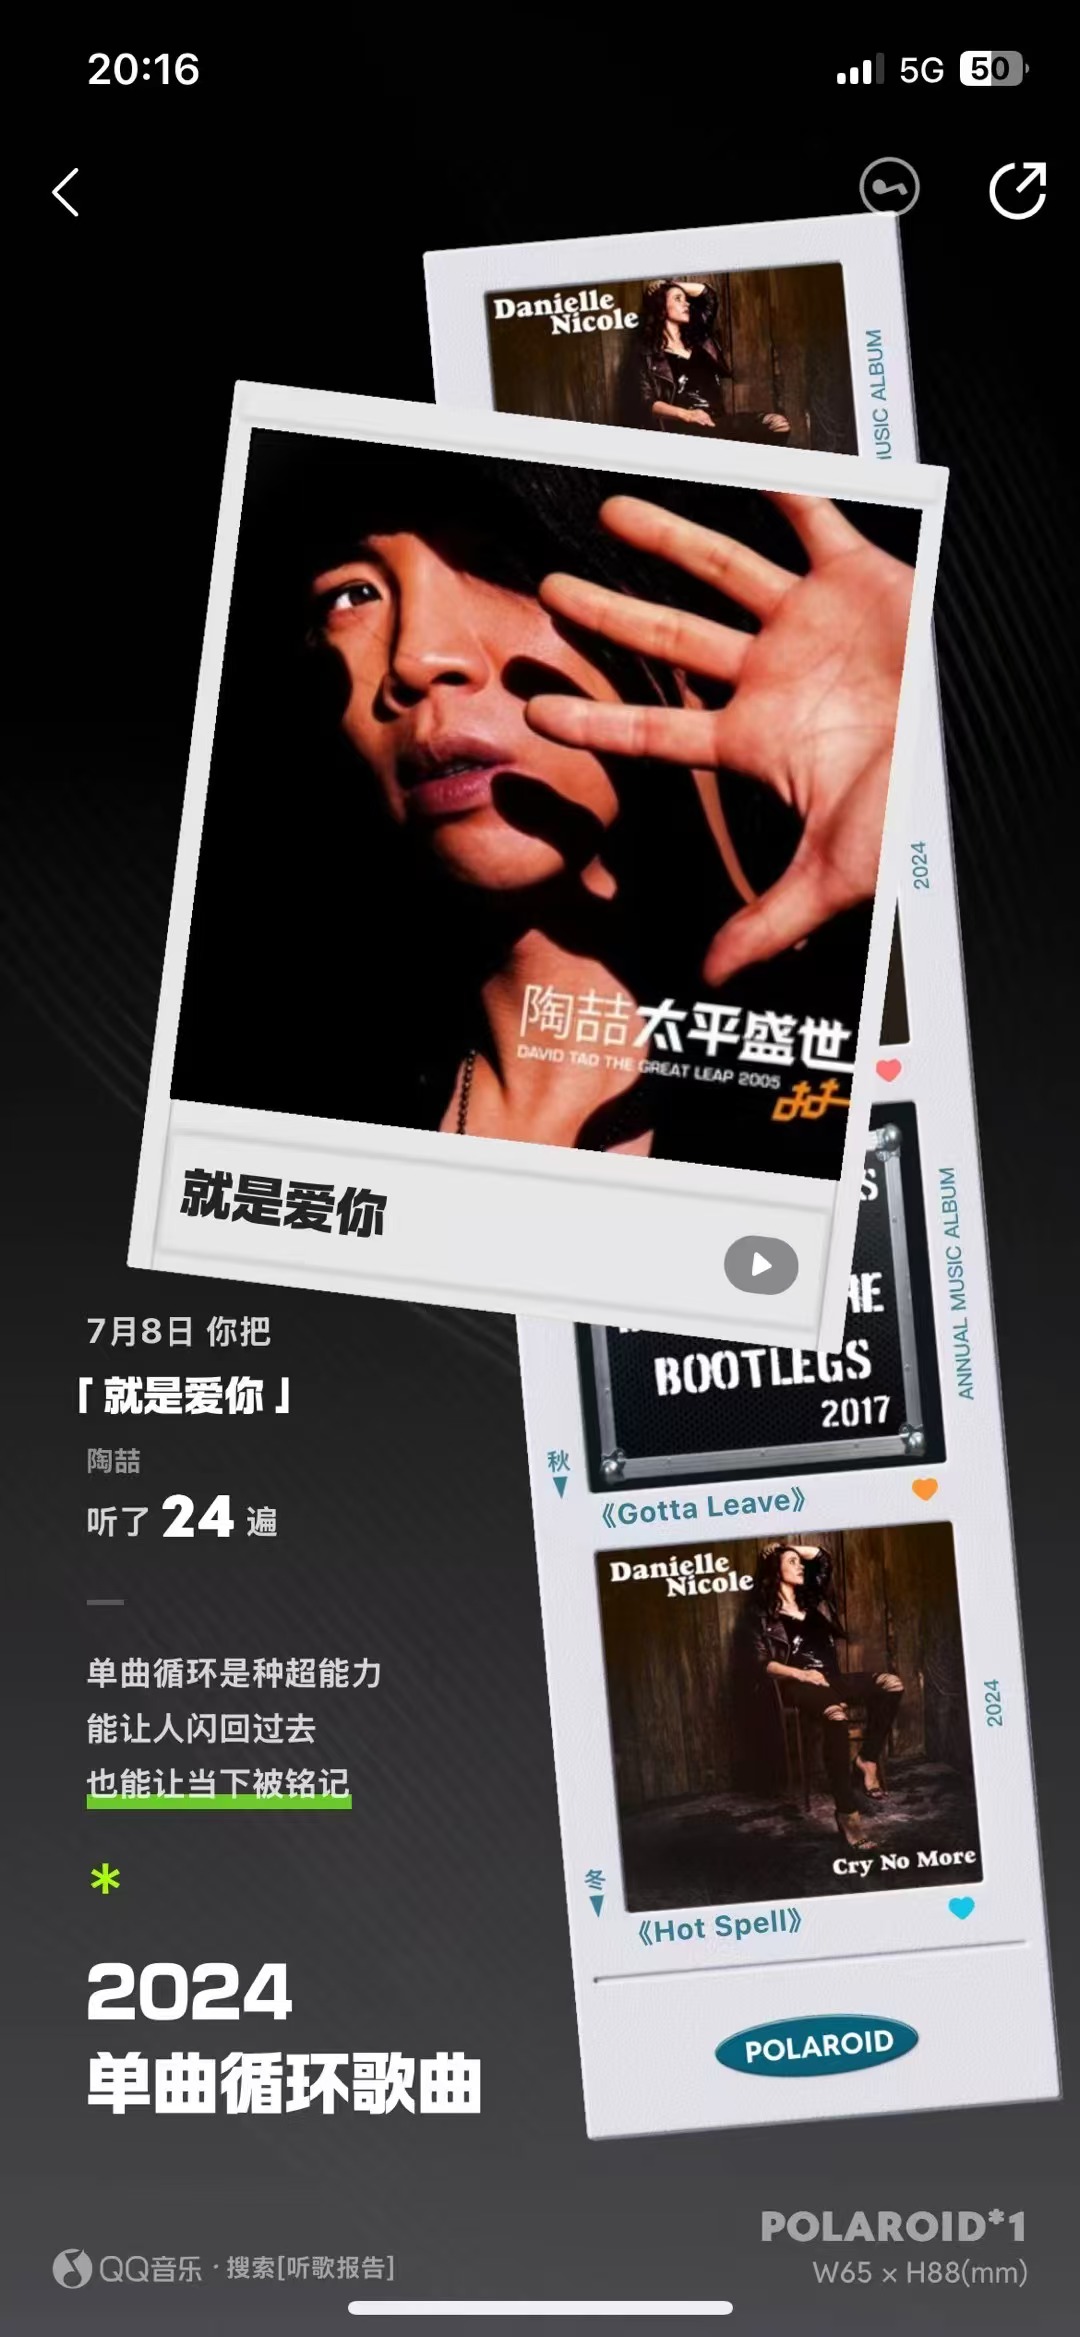 20:16
5G
50
Danielle
Nicole
MUSIC ALBUM
2024
陶喆太平盛世
DAVID TAO THE GREAT LEAP 2005
就是爱你
7月8日 你把
「就是爱你」
陶喆
听了 24 遍
单曲循环是种超能力
能让人闪回过去
也能让当下被铭记
*
2024
单曲循环歌曲
BOOTLEGS
2017
ANNUAL MUSIC ALBUM
秋
《Gotta Leave》
Danielle
Nicole
2024
Cry No More
冬
《Hot Spell》
POLAROID
POLAROID*1
W65 × H88(mm)
QQ音乐 · 搜索[听歌报告]